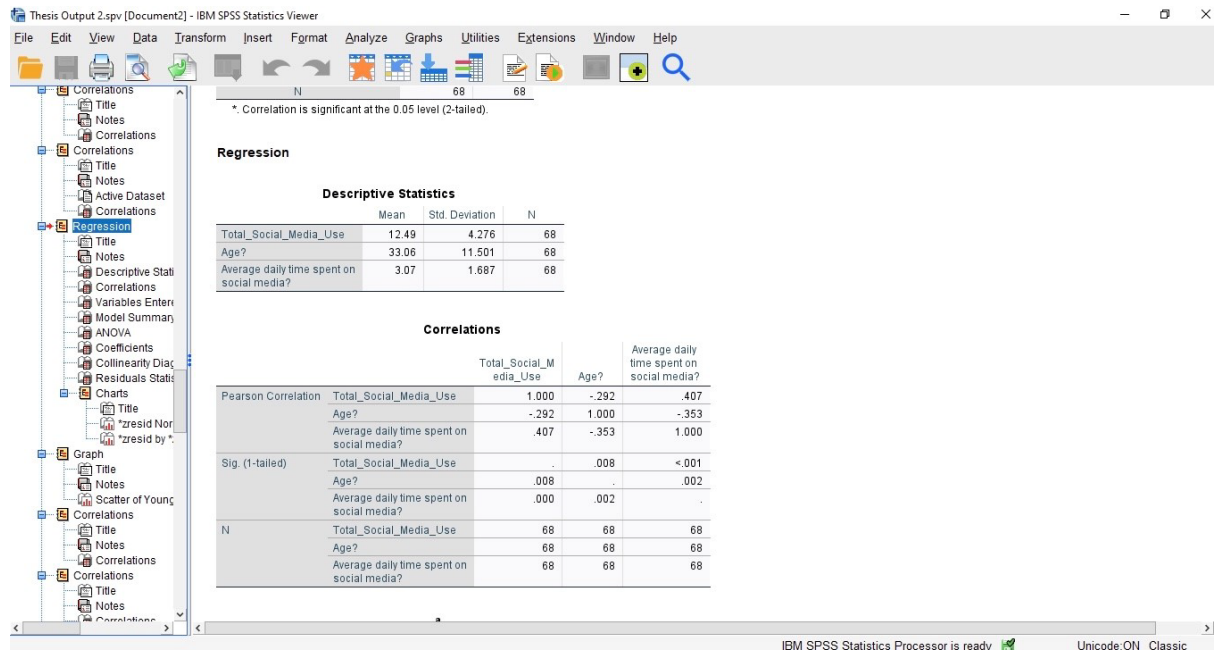 Thesis Output 2.spv [Document2] - IBM SPSS Statistics Viewer
File Edit View Data Transform Insert Format Analyze Graphs Utilities Extensions Window Help
Correlations
Title
Notes
Correlations
Correlations
Title
Notes
Active Dataset
Correlations
Regression
Title
Notes
Descriptive Stati
Correlations
Variables Entere
Model Summary
ANOVA
Coefficients
Collinearity Diag
Residuals Statis
Charts
Title
*zresid Nor
*zresid by *
Graph
Title
Notes
Scatter of Young
Correlations
Title
Notes
Correlations
Correlations
Title
Notes
Correlations
N 68 68
*. Correlation is significant at the 0.05 level (2-tailed).
Regression
Descriptive Statistics
Mean Std. Deviation N
Total_Social_Media_Use 12.49 4.276 68
Age? 33.06 11.501 68
Average daily time spent on social media? 3.07 1.687 68
Correlations
Total_Social_M
edia_Use Age? Average daily time spent on social media?
Pearson Correlation Total_Social_Media_Use 1.000 -.292 .407
Age? -.292 1.000 -.353
Average daily time spent on social media? .407 -.353 1.000
Sig. (1-tailed) Total_Social_Media_Use . .008 <.001
Age? .008 . .002
Average daily time spent on social media? .000 .002 .
N Total_Social_Media_Use 68 68 68
Age? 68 68 68
Average daily time spent on social media? 68 68 68
a
IBM SPSS Statistics Processor is ready Unicode:ON Classic